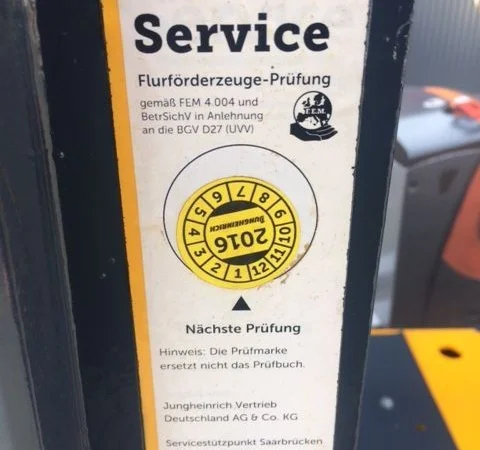 Service
Flurförderzeuge-Prüfung
gemäß FEM 4.004 und
BetrSichV in Anlehnung
an die BGV D27 (UVV)
F.E.M.
1 2 3 4 5 6 7 8 9 10 11 12
JUNGHEINRICH
2016
Nächste Prüfung
Hinweis: Die Prüfmarke
ersetzt nicht das Prüfbuch.
Jungheinrich Vertrieb
Deutschland AG & Co. KG
Servicestützpunkt Saarbrücken